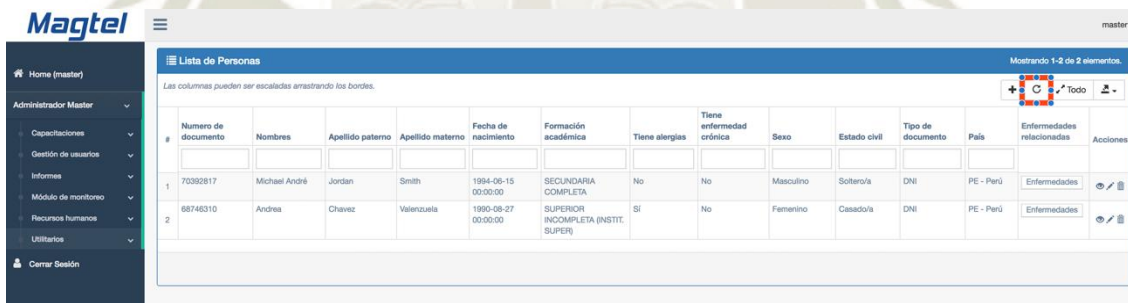 Magtel
master
Home (master)
Administrador Master
Capacitaciones
Gestión de usuarios
Informes
Módulo de monitoreo
Recursos humanos
Utilitarios
Cerrar Sesión
Lista de Personas
Mostrando 1-2 de 2 elementos.
Las columnas pueden ser escaladas arrastrando los bordes.
+ Todo
# Numero de documento Nombres Apellido paterno Apellido materno Fecha de nacimiento Formación académica Tiene alergias Tiene enfermedad crónica Sexo Estado civil Tipo de documento País Enfermedades relacionadas Acciones
1 70392817 Michael André Jordan Smith 1994-06-15 00:00:00 SECUNDARIA COMPLETA No No Masculino Soltero/a DNI PE - Perú Enfermedades
2 68746310 Andrea Chavez Valenzuela 1990-08-27 00:00:00 SUPERIOR INCOMPLETA (INSTIT. SUPER) Sí No Femenino Casado/a DNI PE - Perú Enfermedades